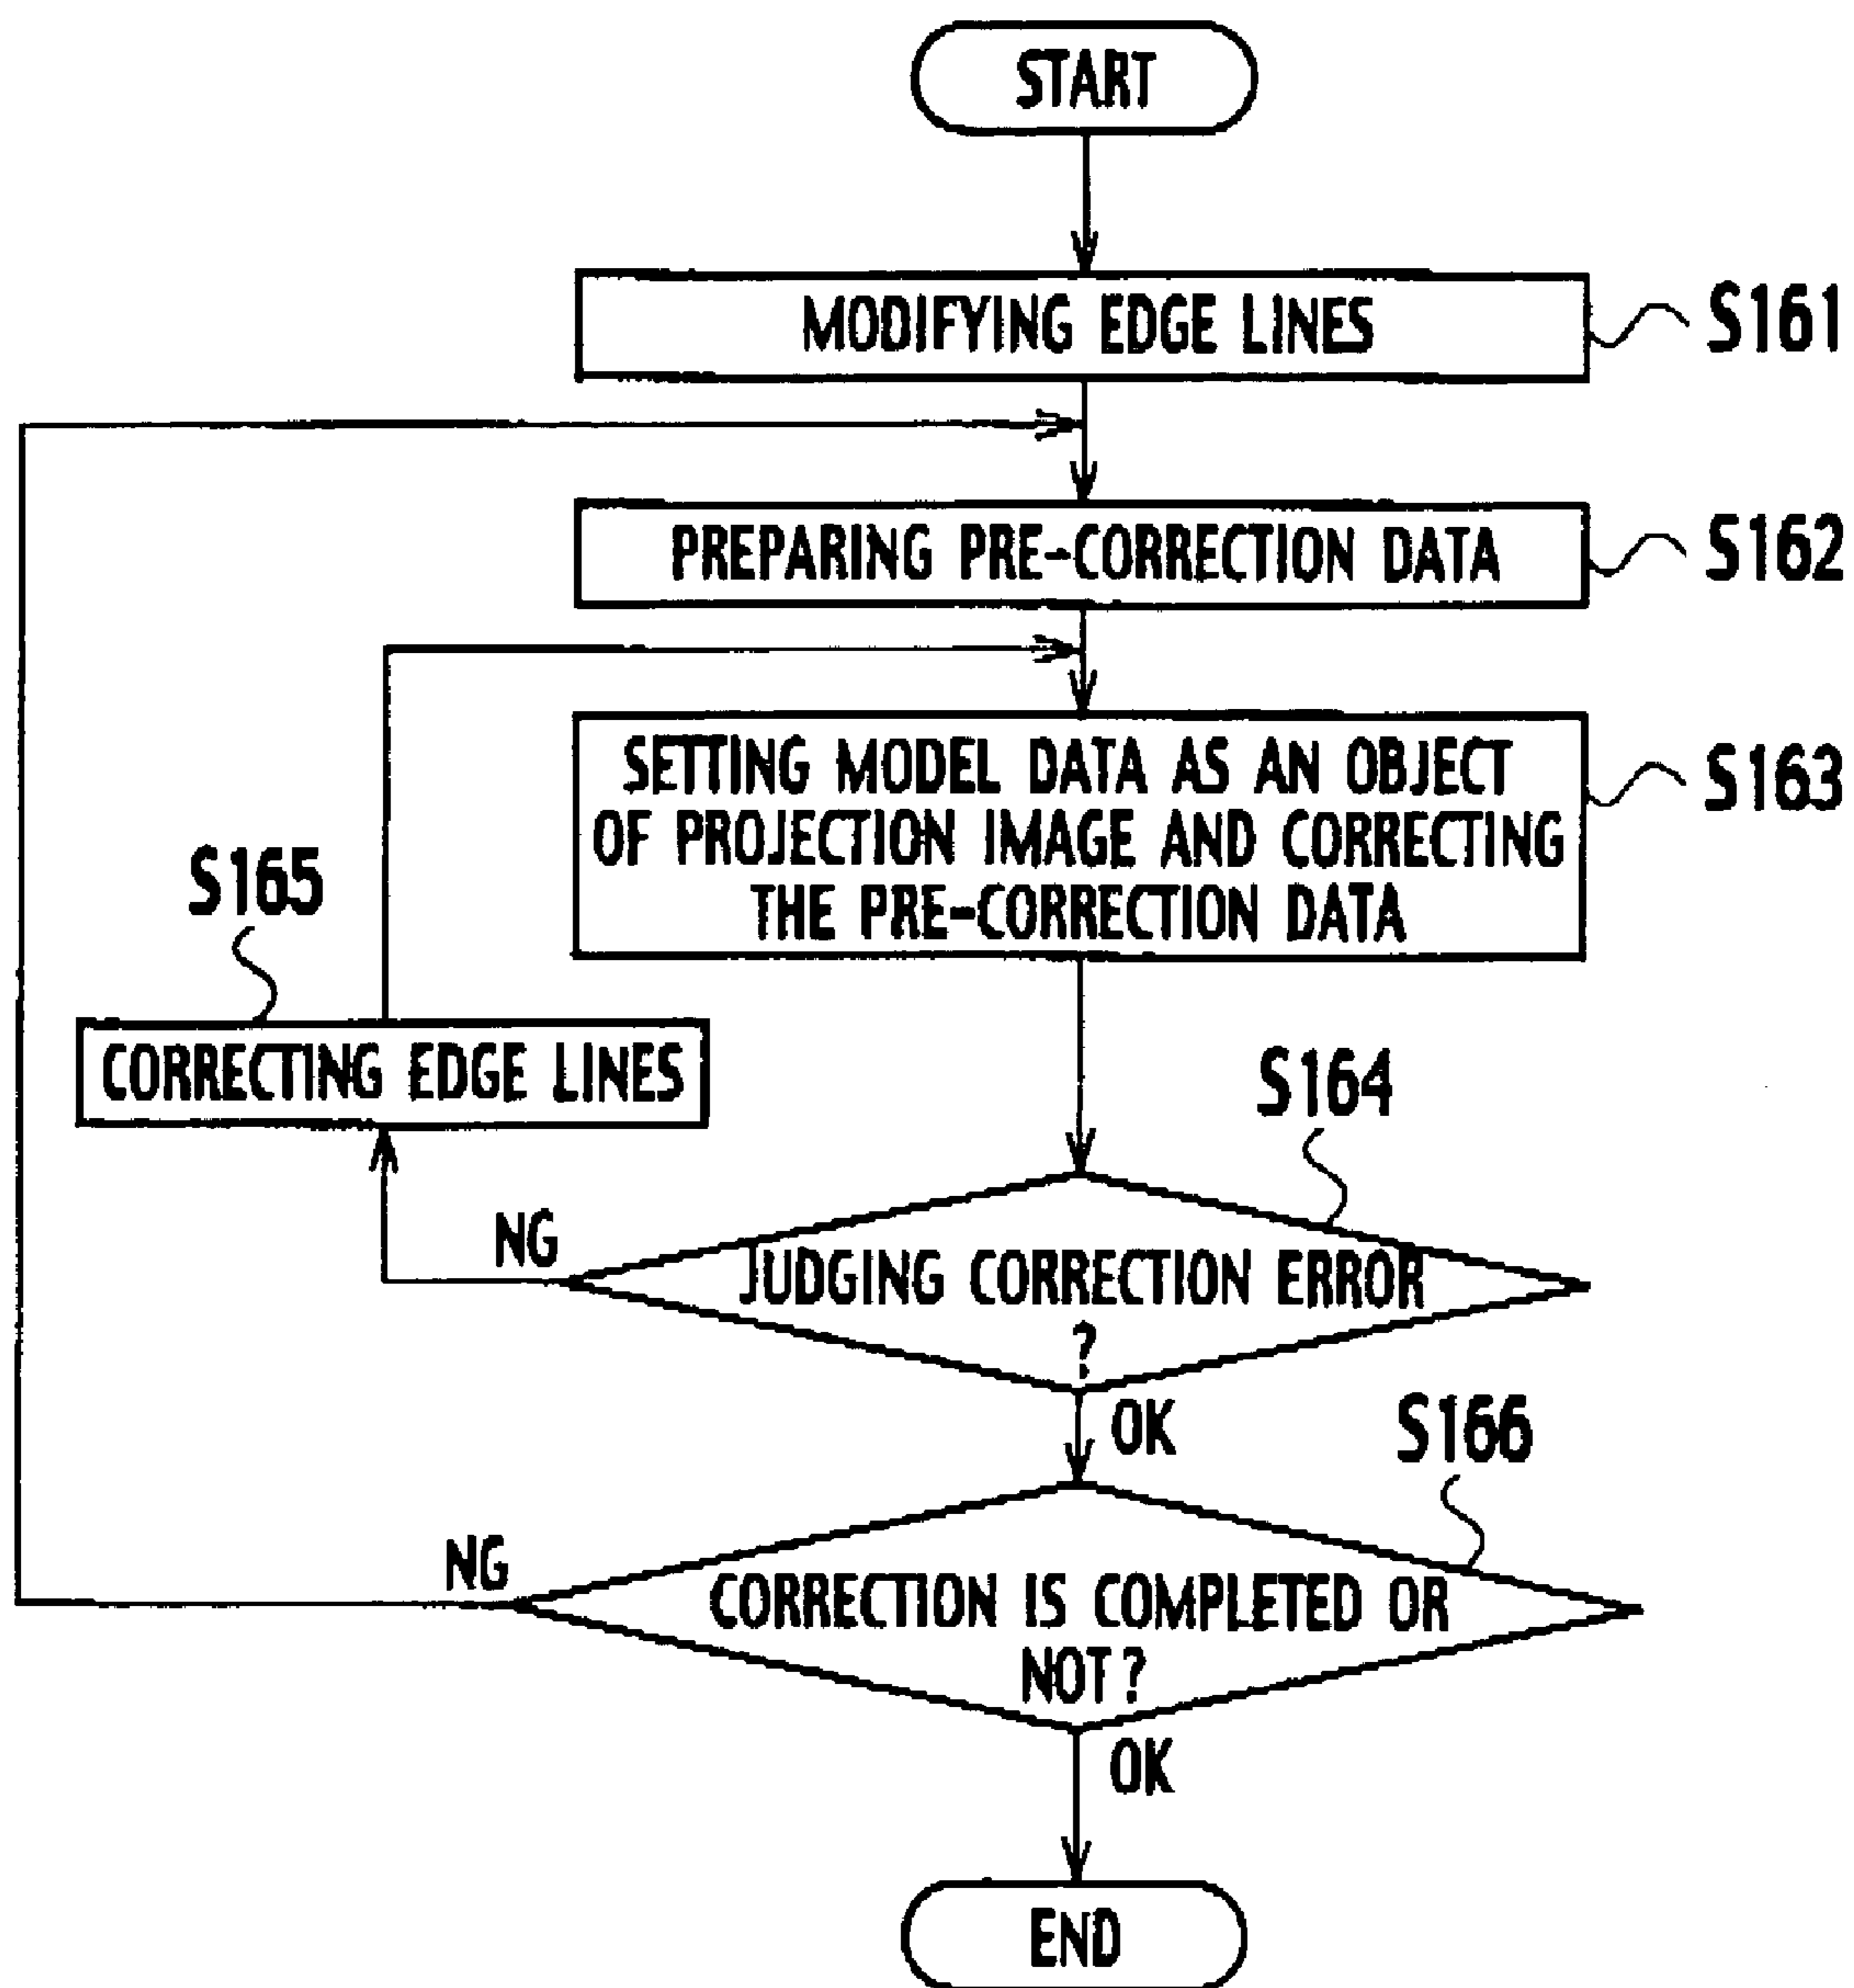 START
MODIFYING EDGE LINES
S161
PREPARING PRE-CORRECTION DATA
S162
SETTING MODEL DATA AS AN OBJECT
OF PROJECTION IMAGE AND CORRECTING
THE PRE-CORRECTION DATA
S163
S165
CORRECTING EDGE LINES
S164
NG
JUDGING CORRECTION ERROR
?
OK
S166
NG
CORRECTION IS COMPLETED OR
NOT?
OK
END